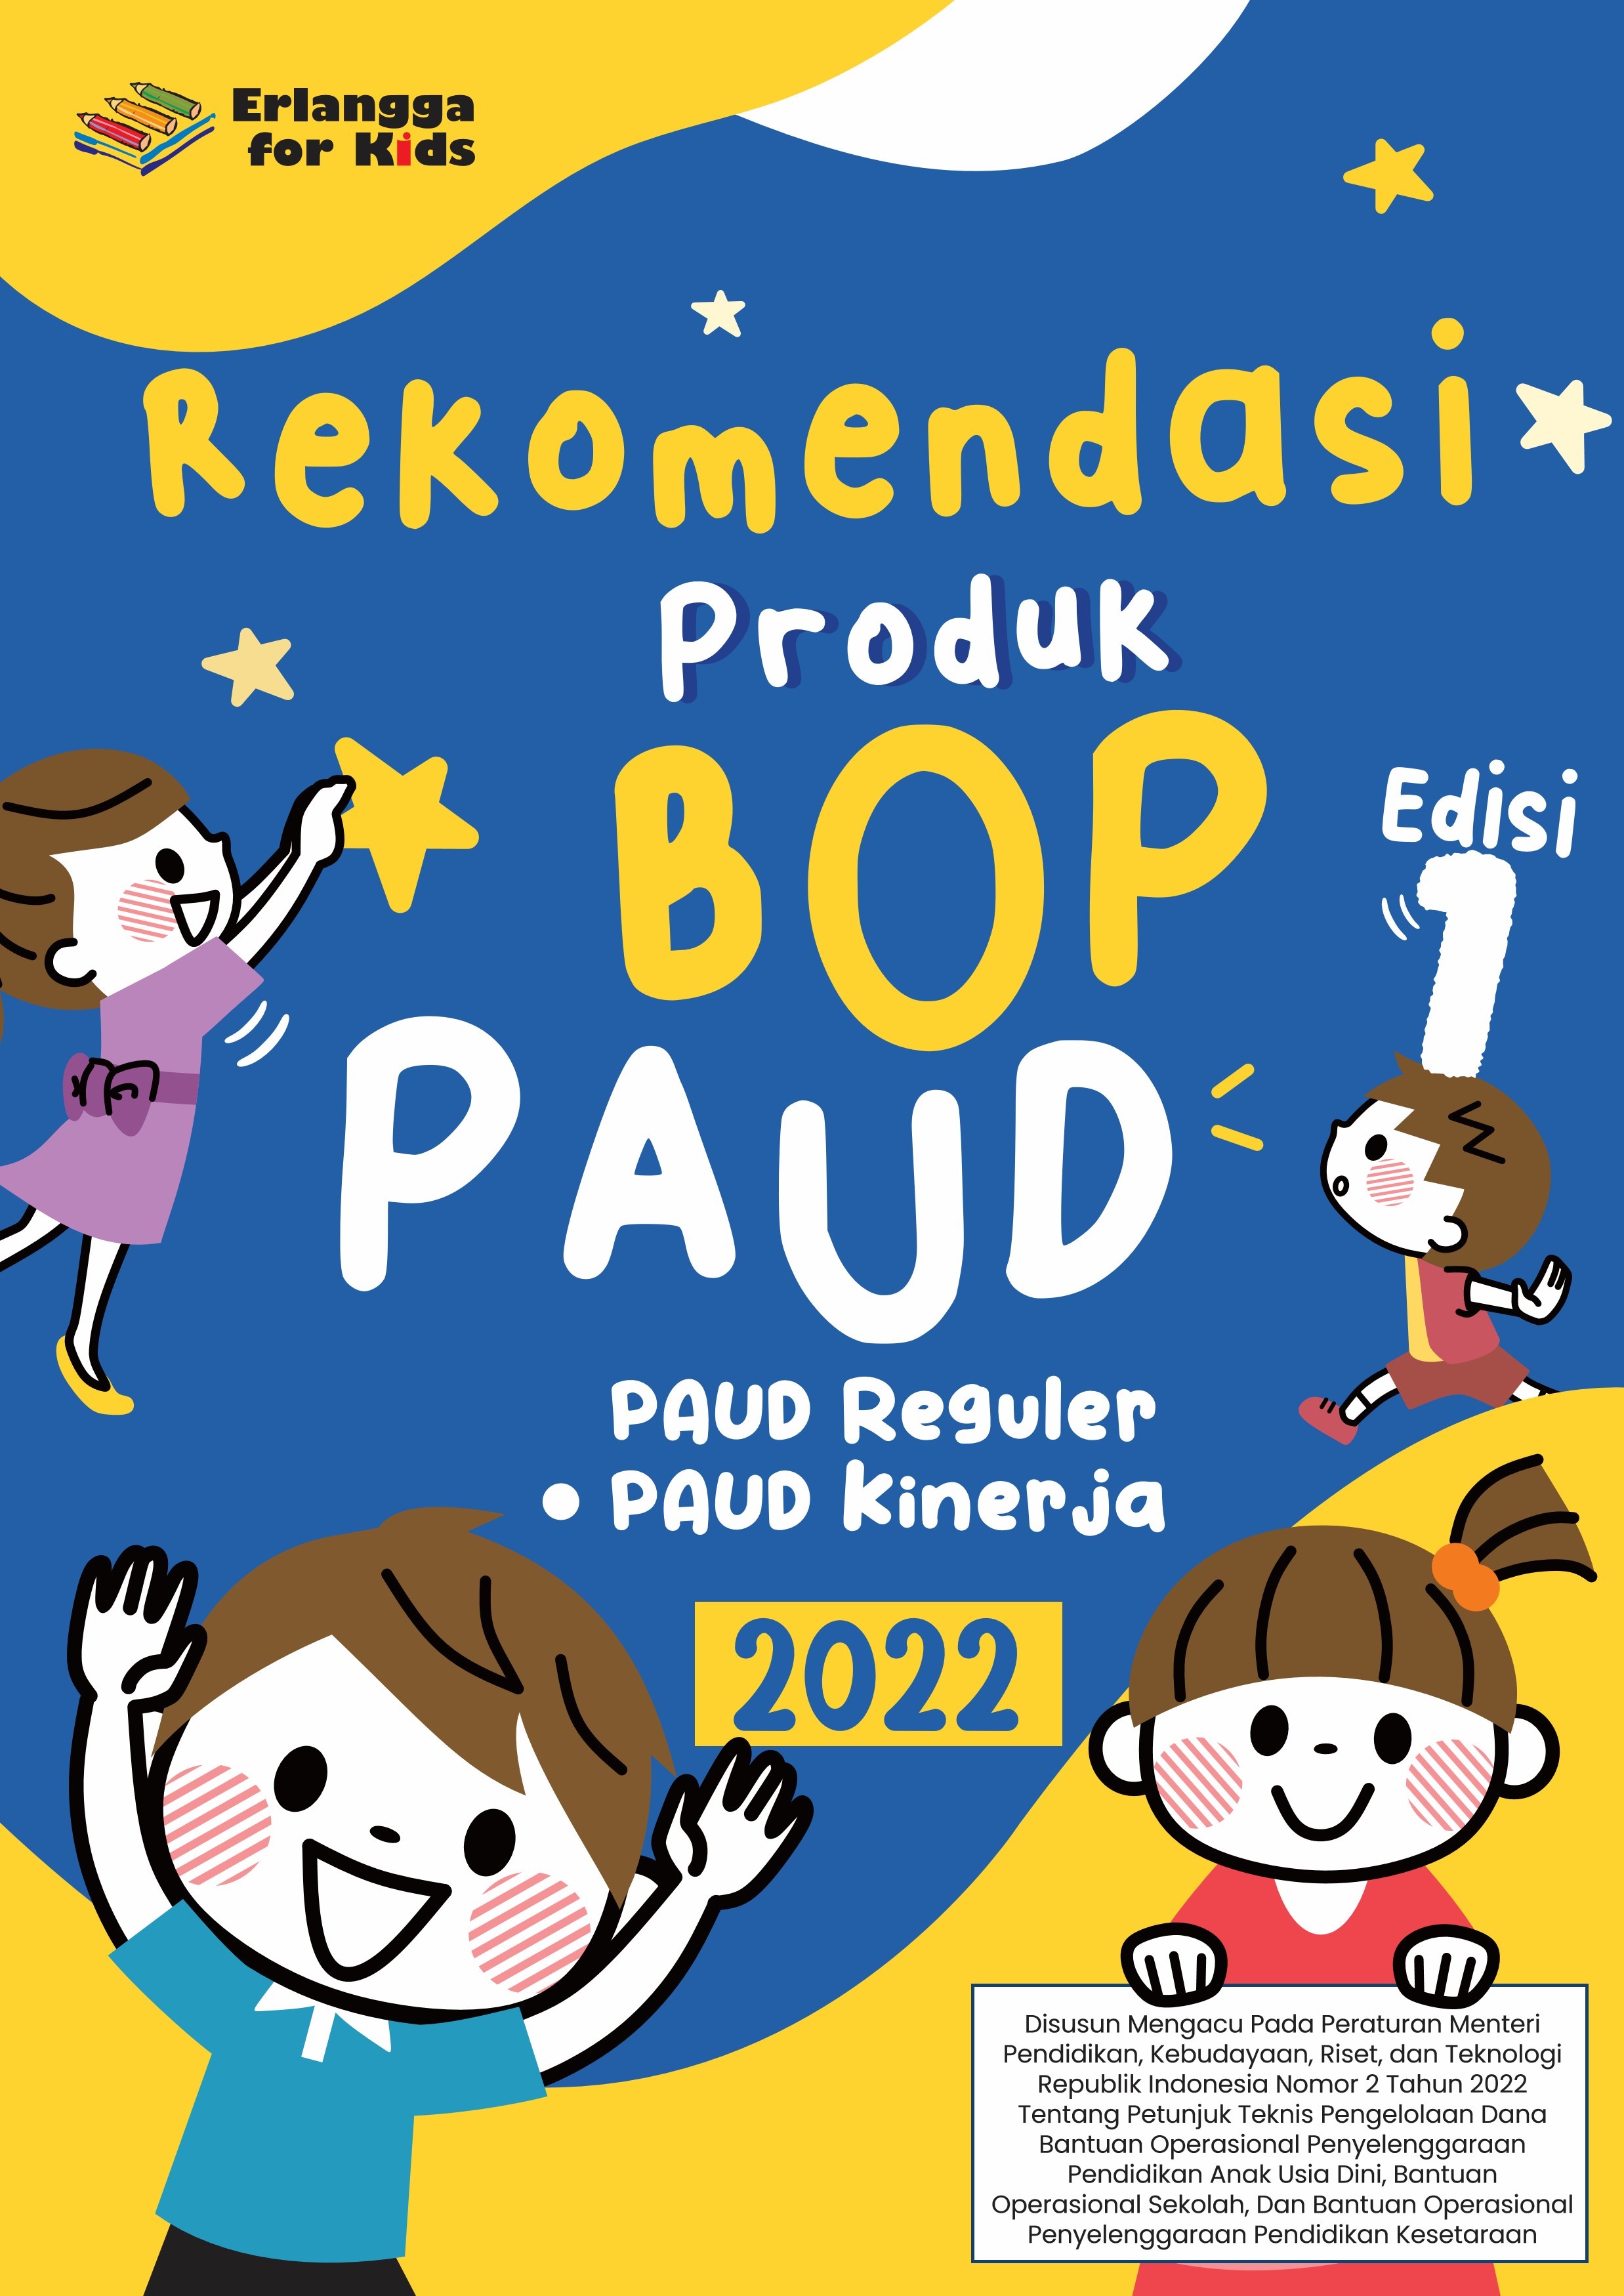 Erlangga
for Kids
Rekomendasi
Produk
BOP
Edisi
1
PAUD
PAUD Reguler
• PAUD Kinerja
2022
Disusun Mengacu Pada Peraturan Menteri
Pendidikan, Kebudayaan, Riset, dan Teknologi
Republik Indonesia Nomor 2 Tahun 2022
Tentang Petunjuk Teknis Pengelolaan Dana
Bantuan Operasional Penyelenggaraan
Pendidikan Anak Usia Dini, Bantuan
Operasional Sekolah, Dan Bantuan Operasional
Penyelenggaraan Pendidikan Kesetaraan